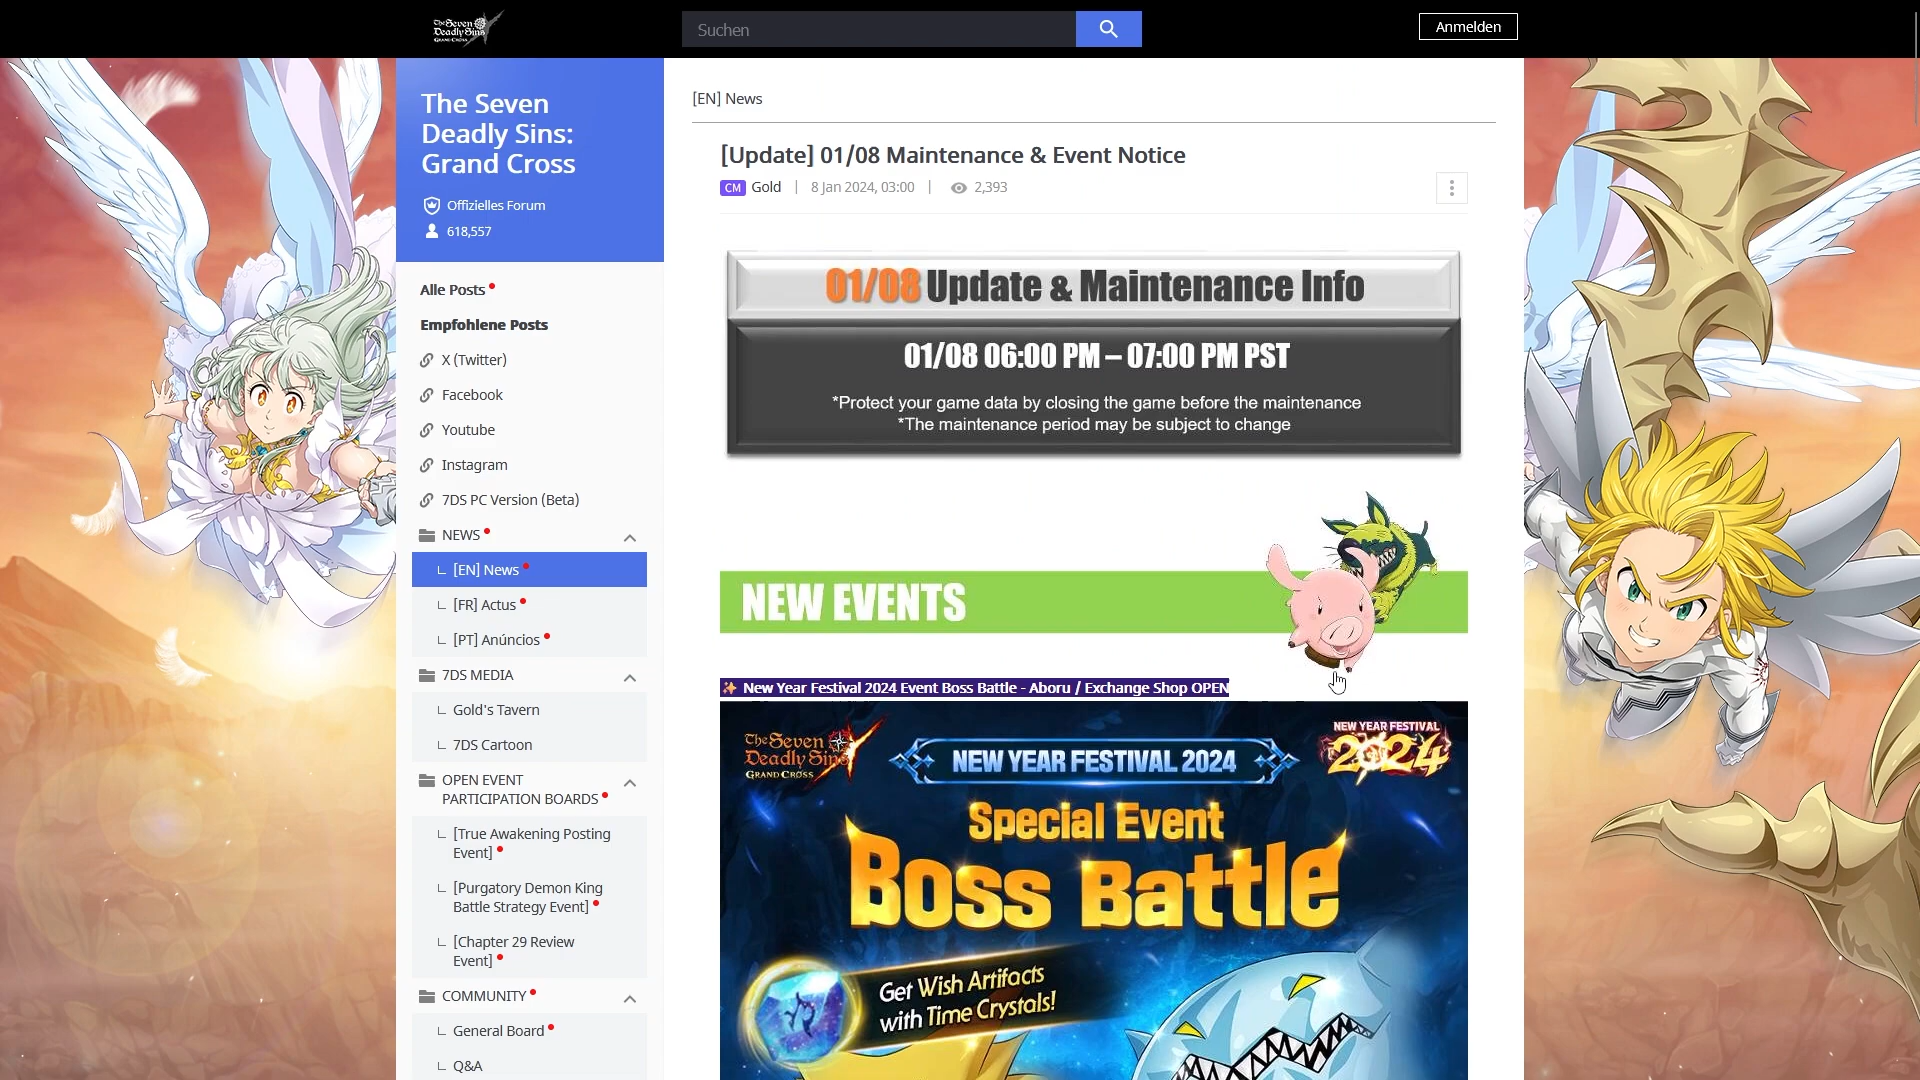 The Seven
Deadly Sins
GRAND CROSS
Suchen
Anmelden
The Seven
Deadly Sins:
Grand Cross
Offizielles Forum
618,557
Alle Posts
Empfohlene Posts
X (Twitter)
Facebook
Youtube
Instagram
7DS PC Version (Beta)
NEWS
[EN] News
[FR] Actus
[PT] Anúncios
7DS MEDIA
Gold's Tavern
7DS Cartoon
OPEN EVENT
PARTICIPATION BOARDS
[True Awakening Posting
Event]
[Purgatory Demon King
Battle Strategy Event]
[Chapter 29 Review
Event]
COMMUNITY
General Board
Q&A
[EN] News
[Update] 01/08 Maintenance & Event Notice
CM Gold | 8 Jan 2024, 03:00 | 2,393
01/08 Update & Maintenance Info
01/08 06:00 PM – 07:00 PM PST
*Protect your game data by closing the game before the maintenance
*The maintenance period may be subject to change
NEW EVENTS
✨ New Year Festival 2024 Event Boss Battle - Aboru / Exchange Shop OPEN
The Seven
Deadly Sins
GRAND CROSS
NEW YEAR FESTIVAL 2024
NEW YEAR FESTIVAL
2024
Special Event
Boss Battle
Get Wish Artifacts
with Time Crystals!